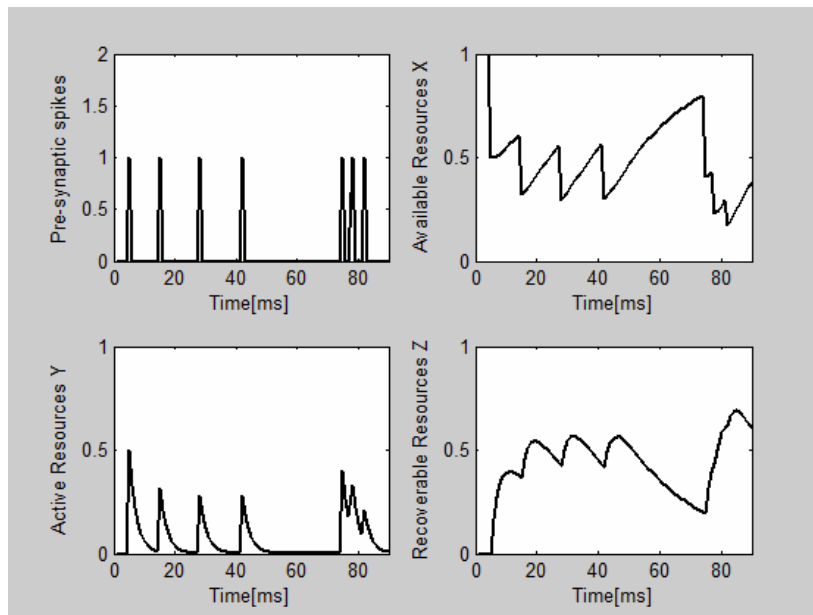 Pre-synaptic spikes
2
1.5
1
0.5
0
0 20 40 60 80
Time[ms]
Available Resources X
1
0.5
0
0 20 40 60 80
Time[ms]
Active Resources Y
1
0.5
0
0 20 40 60 80
Time[ms]
Recoverable Resources Z
1
0.5
0
0 20 40 60 80
Time[ms]